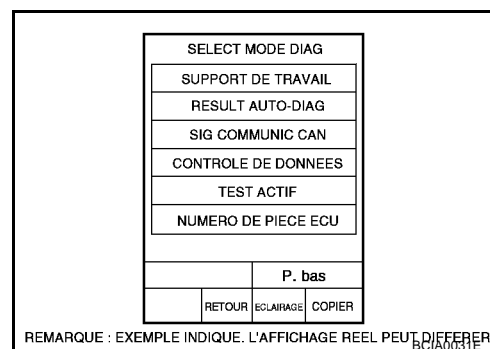 SELECT MODE DIAG
SUPPORT DE TRAVAIL
RESULT AUTO-DIAG
SIG COMMUNIC CAN
CONTROLE DE DONNEES
TEST ACTIF
NUMERO DE PIECE ECU
P. bas
RETOUR ECLAIRAGE COPIER
REMARQUE : EXEMPLE INDIQUE. L'AFFICHAGE REEL PEUT DIFFERER
BCIA0031E